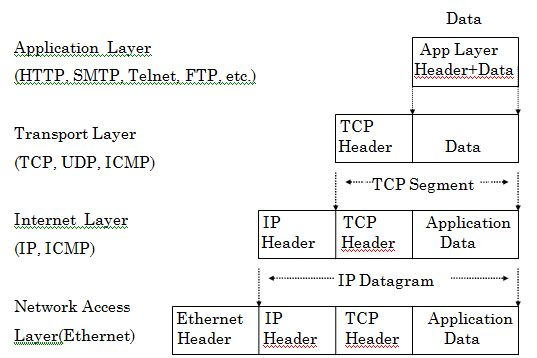 Data
Application Layer
(HTTP, SMTP, Telnet, FTP, etc.)
App Layer
Header+Data
Transport Layer
(TCP, UDP, ICMP)
TCP
Header
Data
TCP Segment
Internet Layer
(IP, ICMP)
IP
Header
TCP
Header
Application
Data
IP Datagram
Network Access
Layer(Ethernet)
Ethernet
Header
IP
Header
TCP
Header
Application
Data